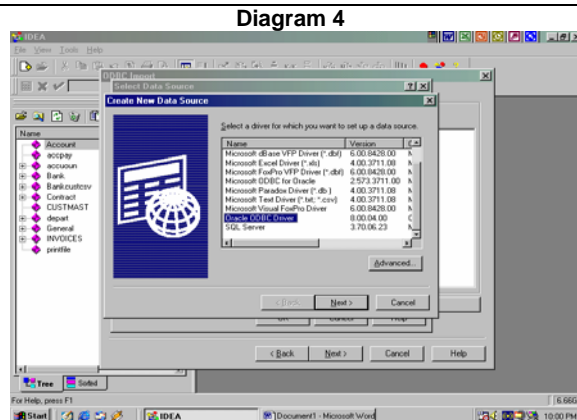 Diagram 4
IDEA
File View Tools Help
ODBC Import
Select Data Source
Create New Data Source
Select a driver for which you want to set up a data source.
Name Version
Microsoft dBase VFP Driver (*.dbf) 6.00.8428.00
Microsoft Excel Driver (*.xls) 4.00.3711.08
Microsoft FoxPro VFP Driver (*.dbf) 6.00.8428.00
Microsoft ODBC for Oracle 2.573.3711.00
Microsoft Paradox Driver (*.db ) 4.00.3711.08
Microsoft Text Driver (*.txt; *.csv) 4.00.3711.08
Microsoft Visual FoxPro Driver 6.00.8428.00
Oracle ODBC Driver 8.00.04.00
SQL Server 3.70.06.23
Advanced...
< Back Next > Cancel
Name
Account
accpay
accuoun
Bank
Bankcustcsv
Contract
CUSTMAST
depart
General
INVOICES
printfile
OK Cancel Help
< Back Next > Cancel Help
Tree Sorted
For Help, press F1
Start IDEA Document1 - Microsoft Word 10:00 PM